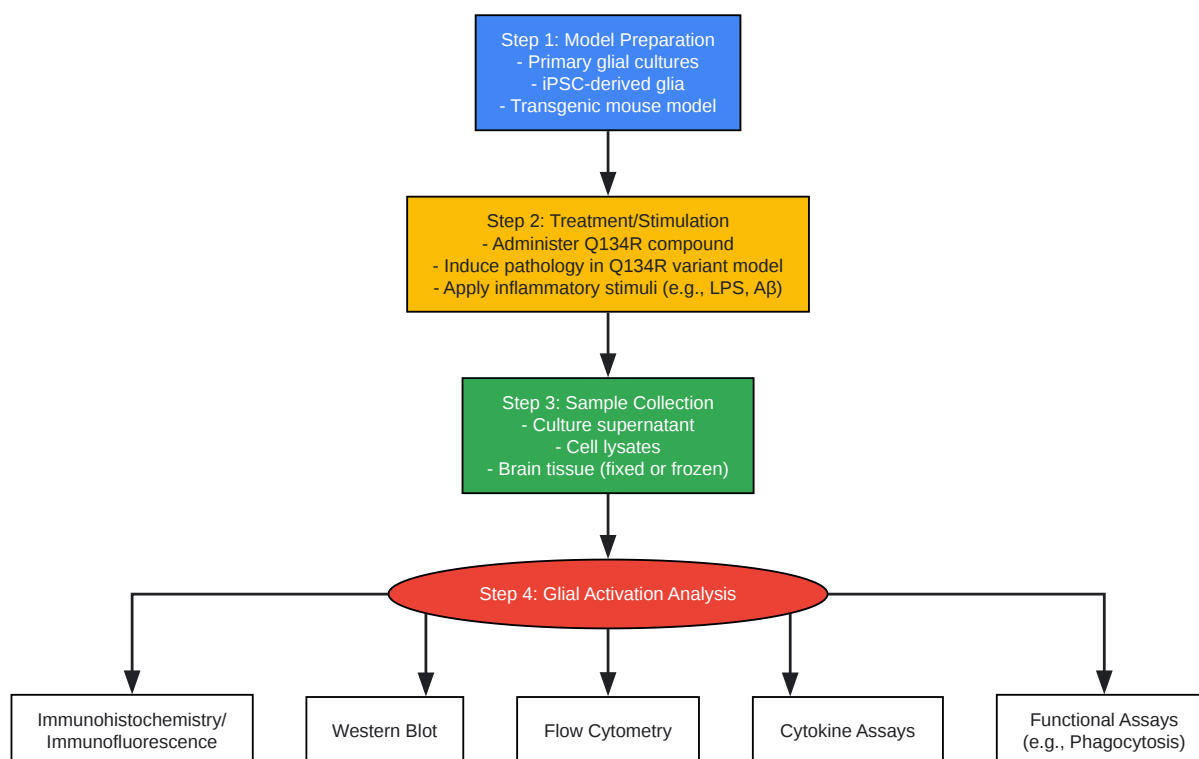 Step 1: Model Preparation
- Primary glial cultures
- iPSC-derived glia
- Transgenic mouse model
Step 2: Treatment/Stimulation
- Administer Q134R compound
- Induce pathology in Q134R variant model
- Apply inflammatory stimuli (e.g., LPS, Aβ)
Step 3: Sample Collection
- Culture supernatant
- Cell lysates
- Brain tissue (fixed or frozen)
Step 4: Glial Activation Analysis
Immunohistochemistry/
Immunofluorescence
Western Blot
Flow Cytometry
Cytokine Assays
Functional Assays
(e.g., Phagocytosis)